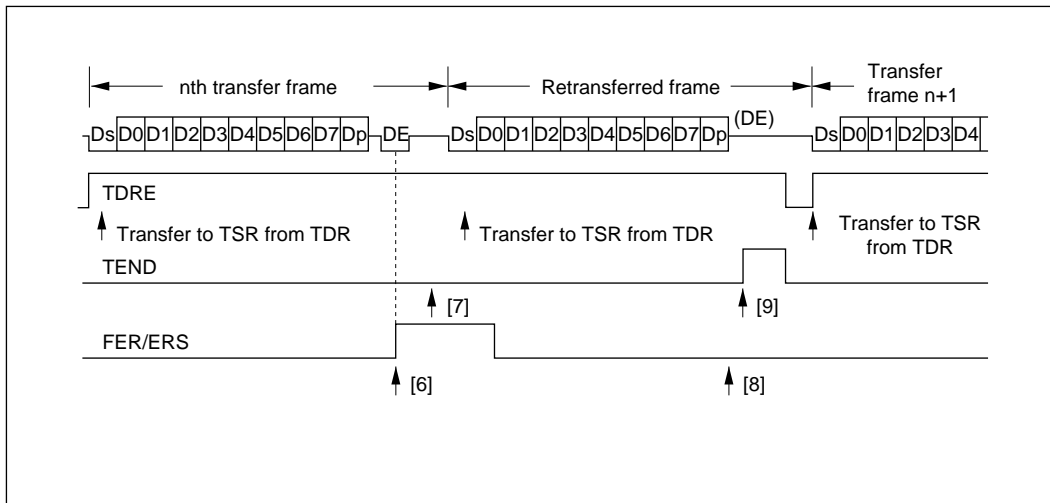 nth transfer frame
Retransferred frame
Transfer
frame n+1
Ds D0 D1 D2 D3 D4 D5 D6 D7 Dp DE
Ds D0 D1 D2 D3 D4 D5 D6 D7 Dp (DE)
Ds D0 D1 D2 D3 D4
TDRE
Transfer to TSR from TDR
Transfer to TSR from TDR
Transfer to TSR
from TDR
TEND
[7]
[9]
FER/ERS
[6]
[8]